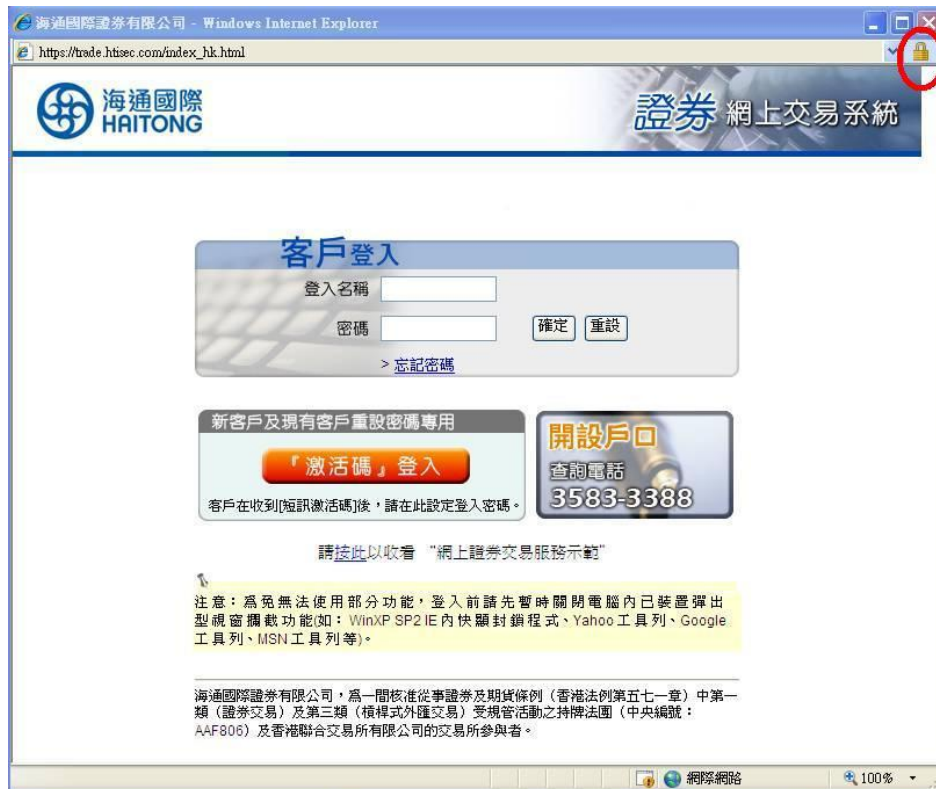 海通國際證券有限公司 - Windows Internet Explorer
https://trade.htisec.com/index_hk.html
海通國際
HAITONG
證券 網上交易系統
客戶登入
登入名稱
密碼
確定 重設
> 忘記密碼
新客戶及現有客戶重設密碼專用
『激活碼』登入
客戶在收到[短訊激活碼]後，請在此設定登入密碼。
開設戶口
查詢電話
3583-3388
請按此以收看 “網上證券交易服務示範”
注意：為免無法使用部分功能，登入前請先暫時關閉電腦內已裝置彈出
型視窗攔截功能(如：WinXP SP2 IE內快顯封鎖程式、Yahoo工具列、Google
工具列、MSN工具列等)。
海通國際證券有限公司，為一間核准從事證券及期貨條例（香港法例第五七一章）中第一
類（證券交易）及第三類（槓桿式外匯交易）受規管活動之持牌法團（中央編號：
AAF806）及香港聯合交易所有限公司的交易所參與者。
網際網路
100%